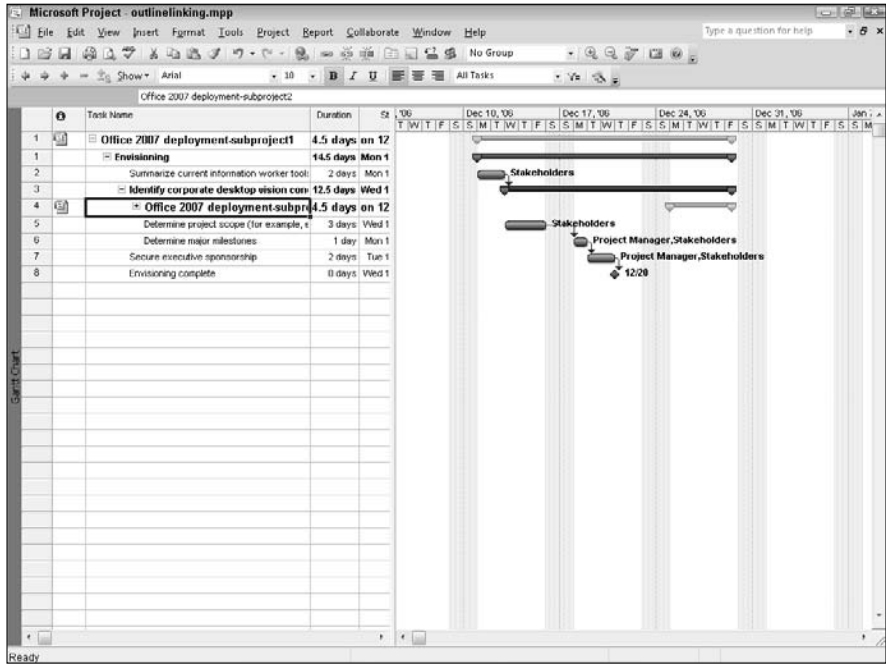 Microsoft Project - outlinelinking.mpp
File Edit View Insert Format Tools Project Report Collaborate Window Help
Type a question for help
No Group
Show Arial 10 B I U All Tasks
Office 2007 deployment-subproject2
Task Name Duration St
, '06 Dec 10, '06 Dec 17, '06 Dec 24, '06 Dec 31, '06 Jan 7
T W T F S S M T W T F S S M T W T F S S M T W T F S S M T W T F S S M
1 Office 2007 deployment-subproject1 4.5 days on 12
1 Envisioning 14.5 days Mon 1
2 Summarize current information worker tool: 2 days Mon 1
Stakeholders
3 Identify corporate desktop vision con 12.5 days Wed 1
4 Office 2007 deployment-subpro 4.5 days on 12
5 Determine project scope (for example, e 3 days Wed 1
Stakeholders
6 Determine major milestones 1 day Mon 1
Project Manager,Stakeholders
7 Secure executive sponsorship 2 days Tue 1
Project Manager,Stakeholders
8 Envisioning complete 0 days Wed 1
12/20
Gantt Chart
Ready